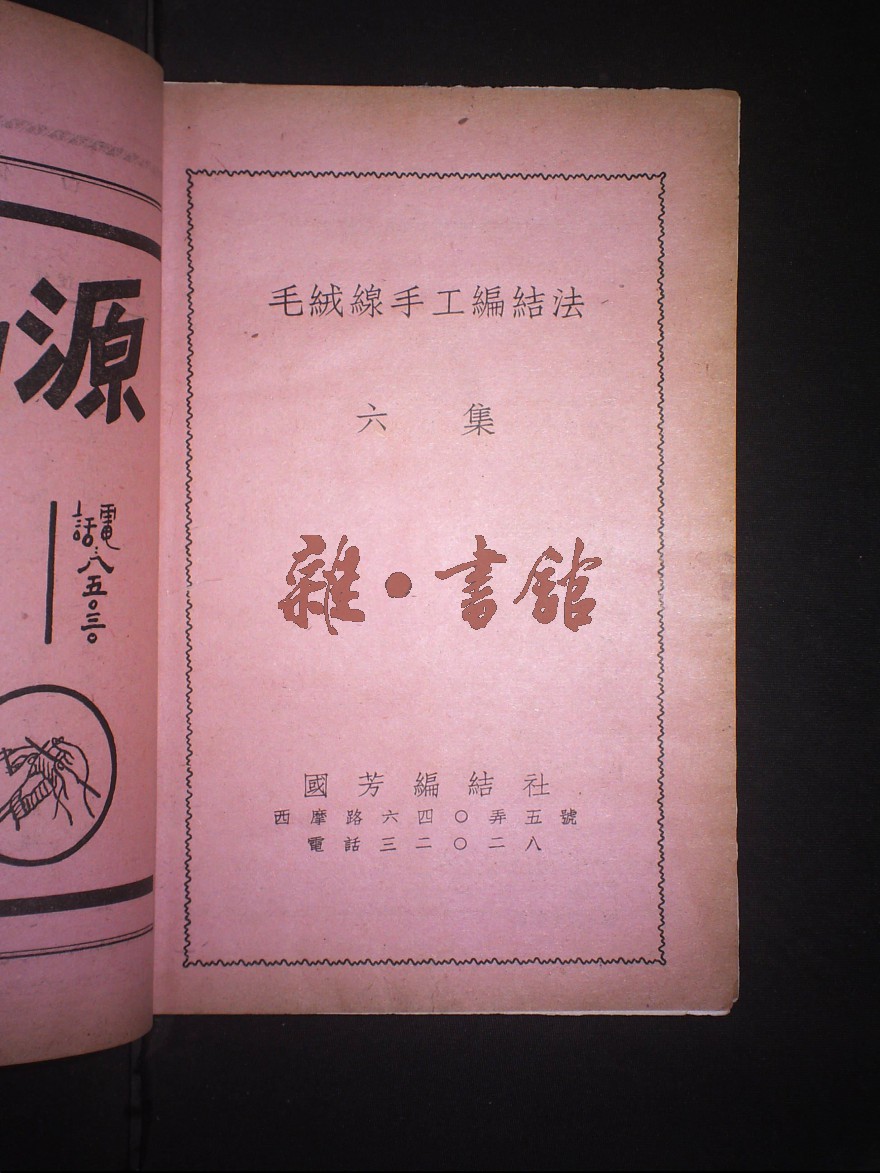 毛絨線手工編結法
六集
雜·書館
國芳編結社
西摩路六四〇弄五號
電話三二〇二八
源
電話八五〇三〇